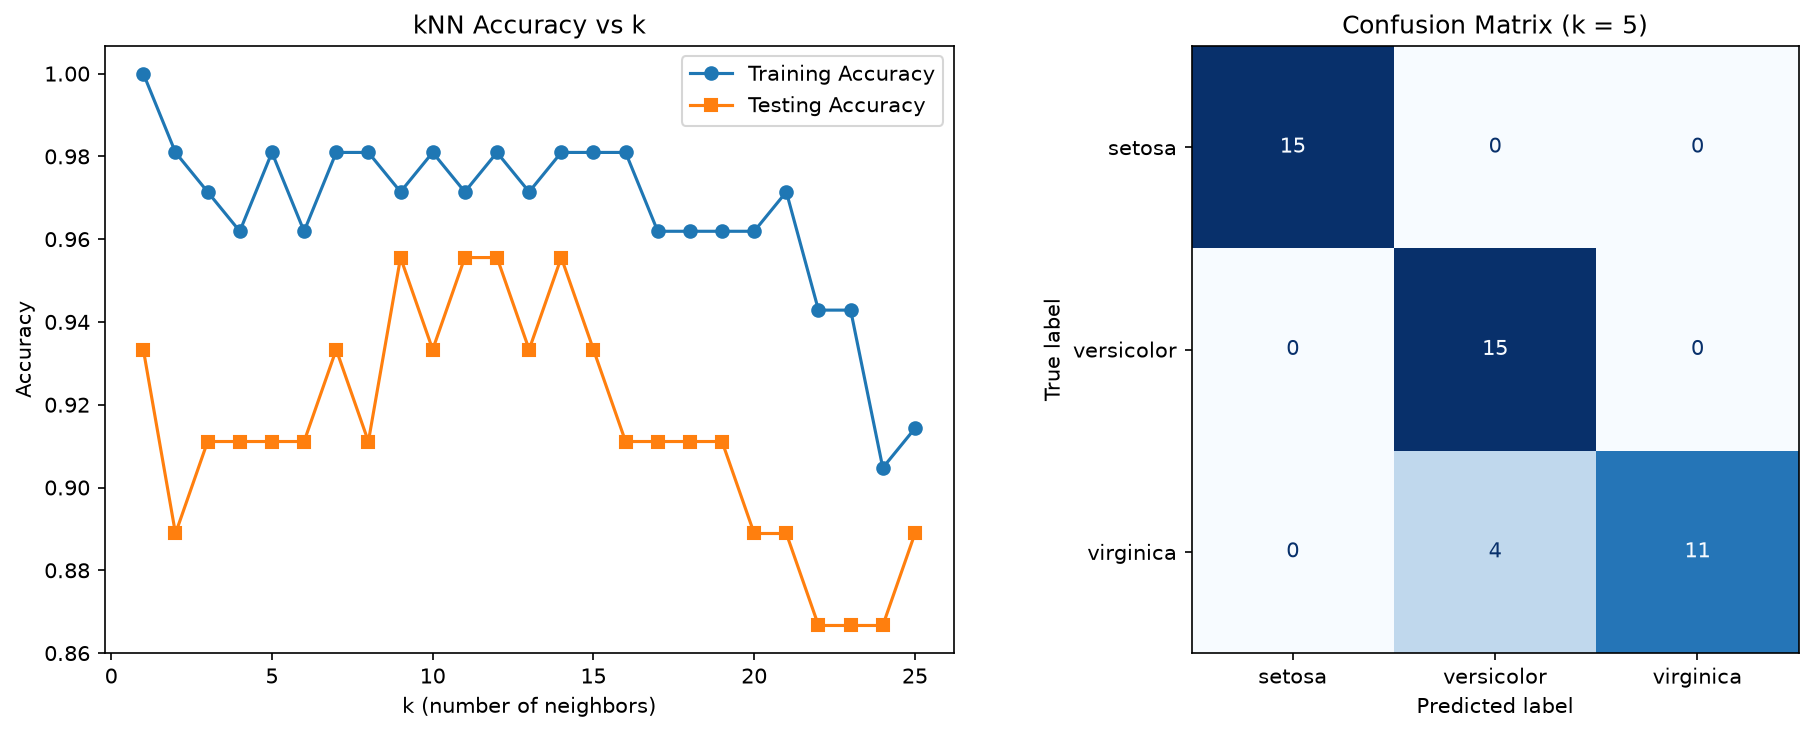 kNN Accuracy vs k
Training Accuracy
Testing Accuracy
Accuracy
1.00
0.98
0.96
0.94
0.92
0.90
0.88
0.86
0 5 10 15 20 25
k (number of neighbors)
Confusion Matrix (k = 5)
True label
setosa 15 0 0
versicolor 0 15 0
virginica 0 4 11
setosa versicolor virginica
Predicted label